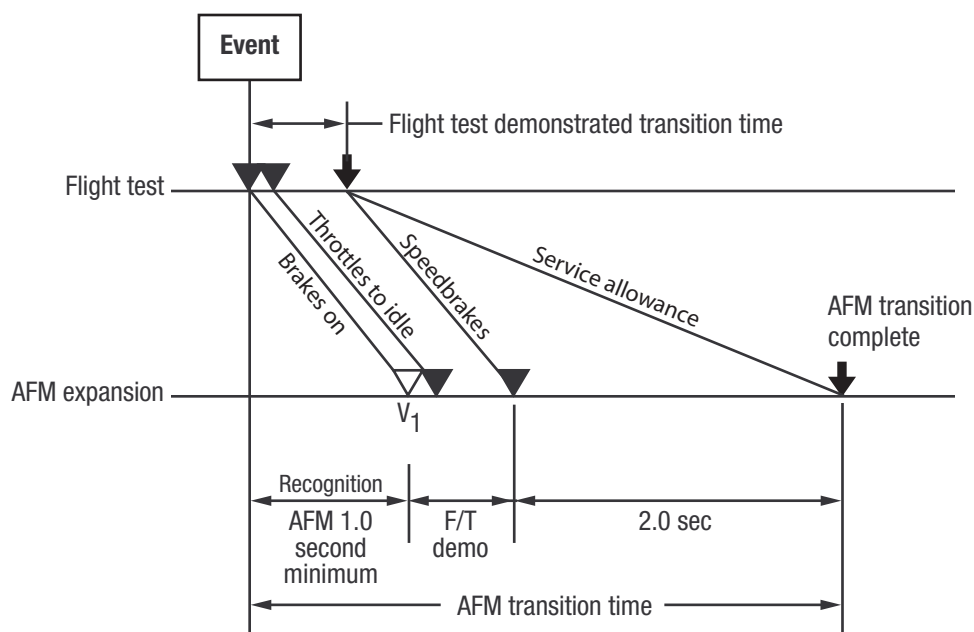 Event
Flight test demonstrated transition time
Flight test
Brakes on
Throttles to idle
Speedbrakes
Service allowance
AFM transition
complete
AFM expansion
V1
Recognition
AFM 1.0
second
minimum
F/T
demo
2.0 sec
AFM transition time